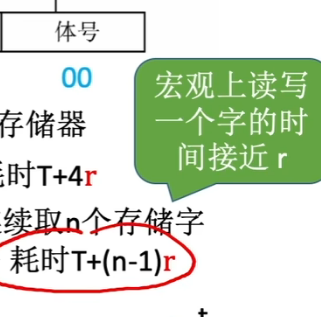 体号
00
宏观上读写
一个字的时
间接近 r
存储器
耗时T+4r
续取n个存储字
耗时T+(n-1)r
t